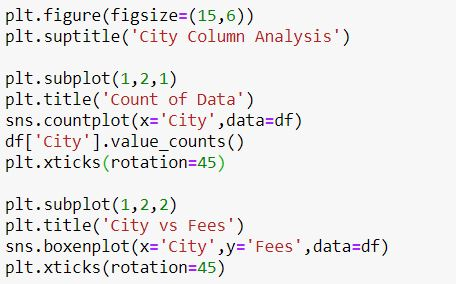 plt.figure(figsize=(15,6))
plt.suptitle('City Column Analysis')
plt.subplot(1,2,1)
plt.title('Count of Data')
sns.countplot(x='City',data=df)
df['City'].value_counts()
plt.xticks(rotation=45)
plt.subplot(1,2,2)
plt.title('City vs Fees')
sns.boxenplot(x='City',y='Fees',data=df)
plt.xticks(rotation=45)